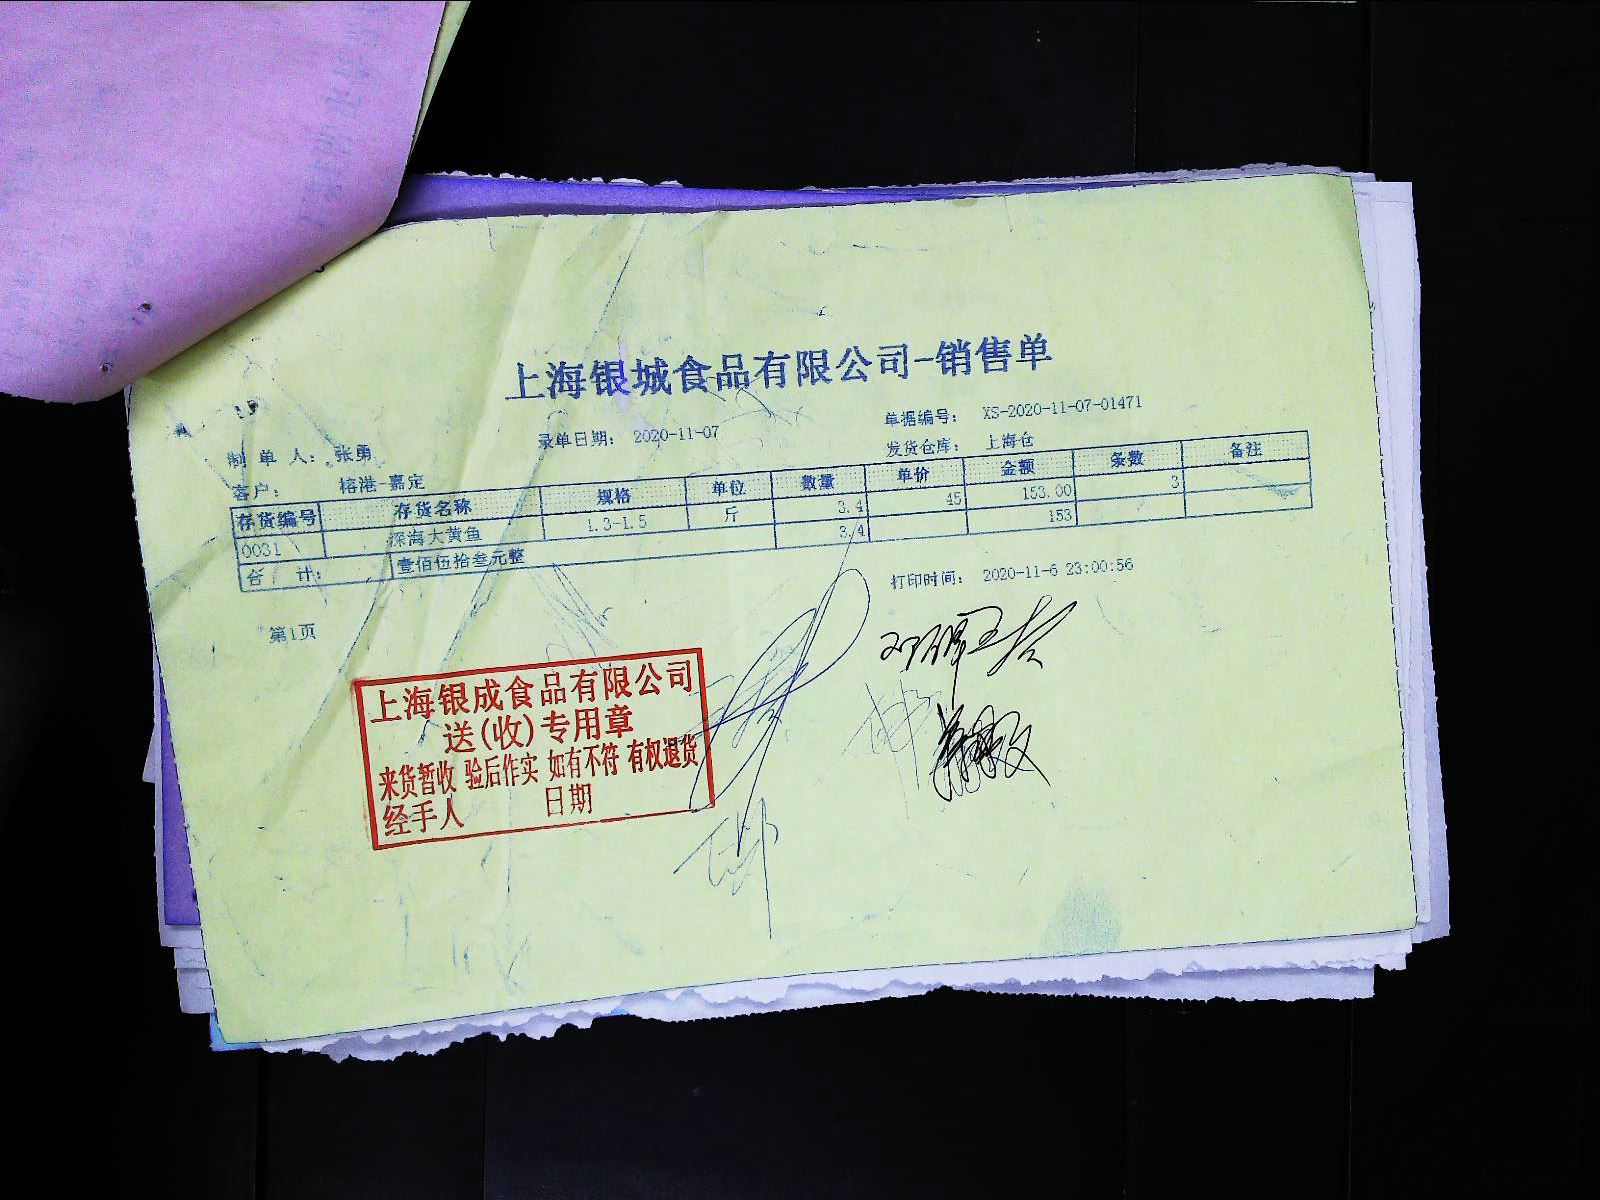 上海银城食品有限公司-销售单
单据编号： XS-2020-11-07-01471
录单日期： 2020-11-07
发货仓库： 上海仓
制 单 人： 张勇
客户： 榕港-嘉定
存货编号 存货名称 规格 单位 数量 单价 金额 条数 备注
0031 深海大黄鱼 1.3-1.5 斤 3.4 45 153.00 3
合 计： 壹佰伍拾叁元整 3.4 153
打印时间： 2020-11-6 23:00:56
第1页
上海银成食品有限公司
送(收)专用章
来货暂收 验后作实 如有不符 有权退货
经手人 日期